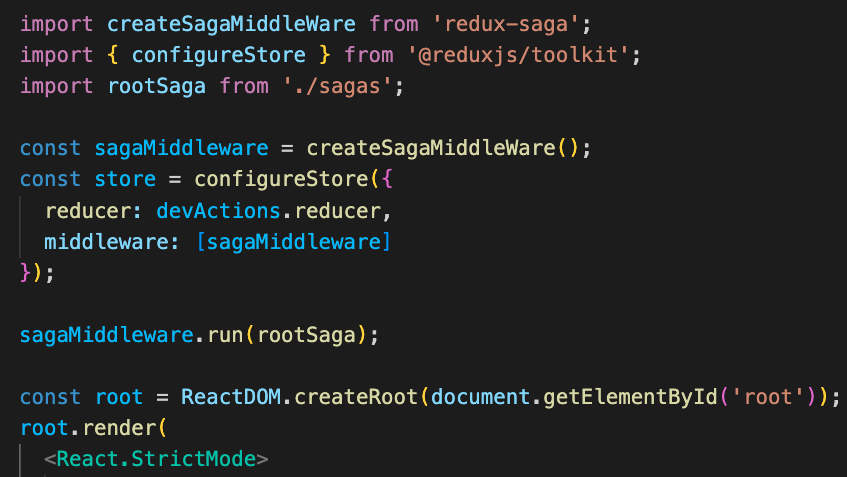 import createSagaMiddleWare from 'redux-saga';
import { configureStore } from '@reduxjs/toolkit';
import rootSaga from './sagas';
const sagaMiddleware = createSagaMiddleWare();
const store = configureStore({
reducer: devActions.reducer,
middleware: [sagaMiddleware]
});
sagaMiddleware.run(rootSaga);
const root = ReactDOM.createRoot(document.getElementById('root'));
root.render(
<React.StrictMode>